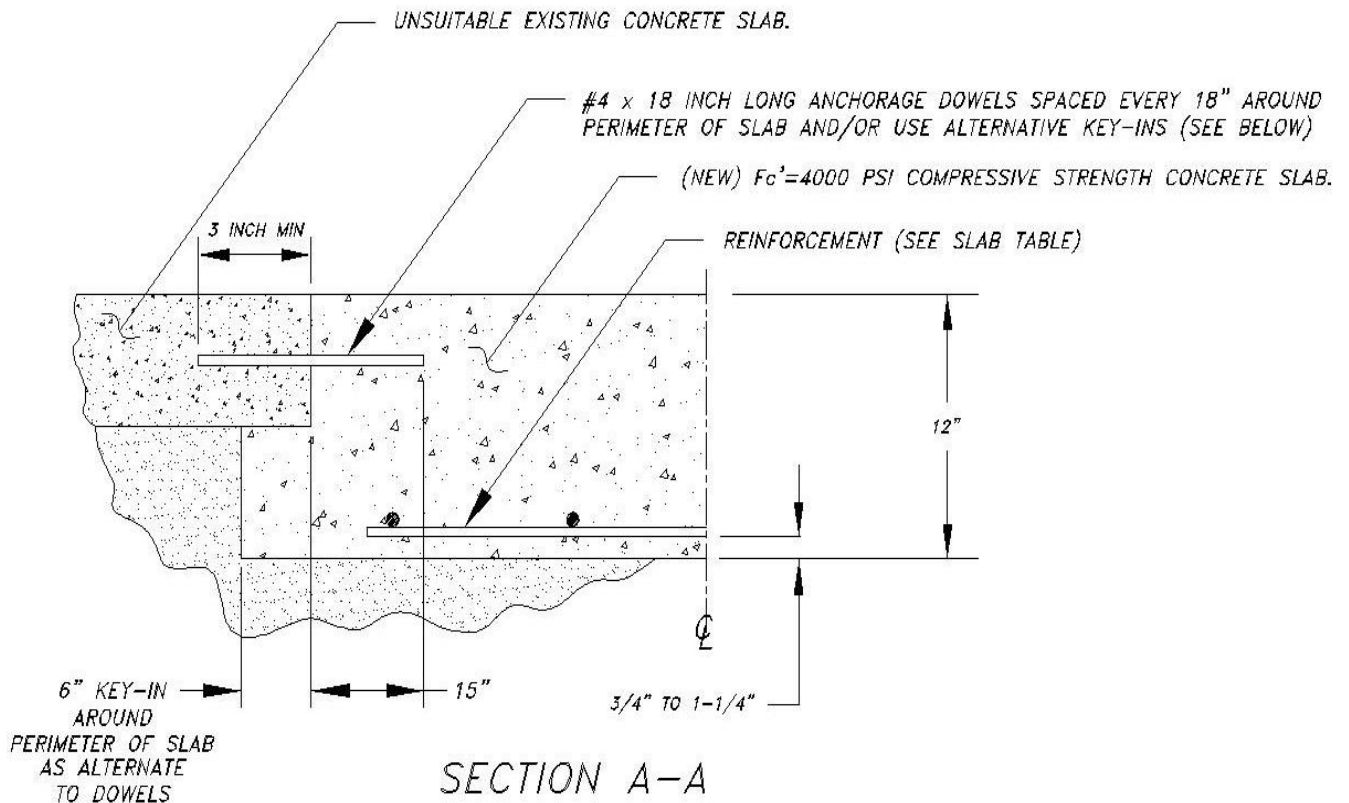 UNSUITABLE EXISTING CONCRETE SLAB.
#4 x 18 INCH LONG ANCHORAGE DOWELS SPACED EVERY 18" AROUND
PERIMETER OF SLAB AND/OR USE ALTERNATIVE KEY-INS (SEE BELOW)
(NEW) Fc'=4000 PSI COMPRESSIVE STRENGTH CONCRETE SLAB.
3 INCH MIN
REINFORCEMENT (SEE SLAB TABLE)
12"
℄
6" KEY-IN
AROUND
PERIMETER OF SLAB
AS ALTERNATE
TO DOWELS
15"
3/4" TO 1-1/4"
SECTION A-A